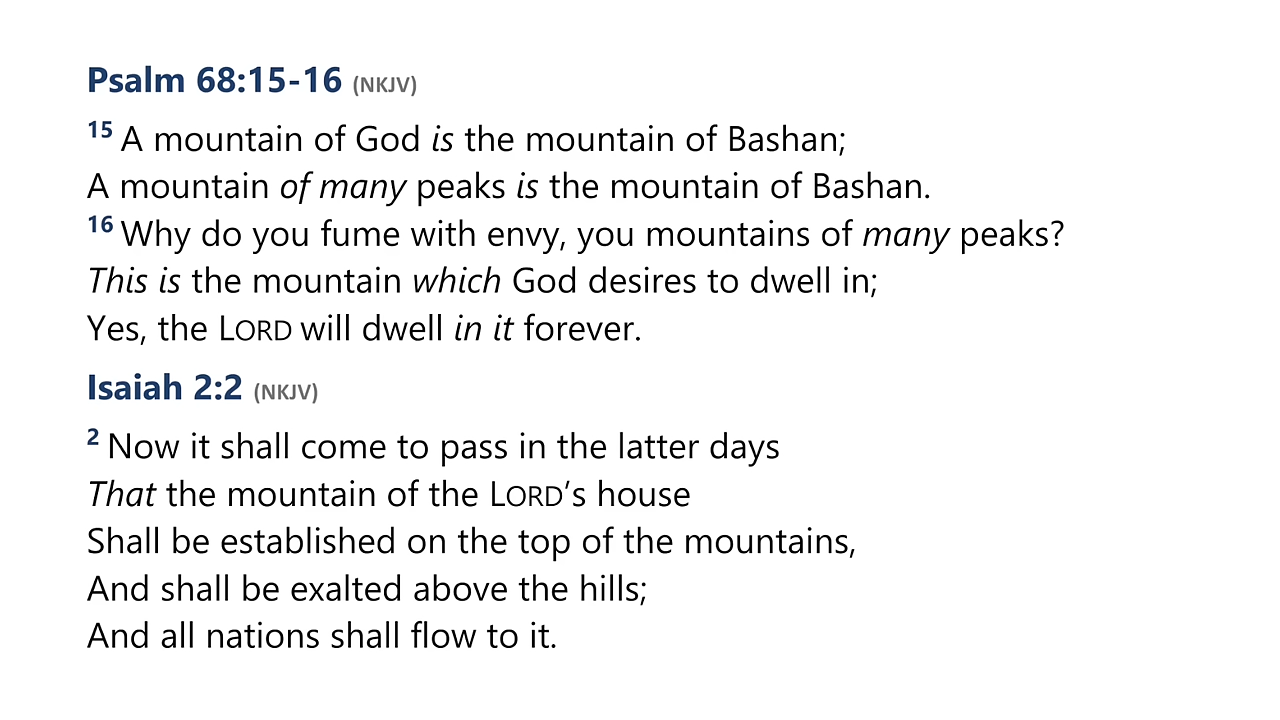 Psalm 68:15-16 (NKJV)
15 A mountain of God is the mountain of Bashan;
A mountain of many peaks is the mountain of Bashan.
16 Why do you fume with envy, you mountains of many peaks?
This is the mountain which God desires to dwell in;
Yes, the LORD will dwell in it forever.
Isaiah 2:2 (NKJV)
2 Now it shall come to pass in the latter days
That the mountain of the LORD’s house
Shall be established on the top of the mountains,
And shall be exalted above the hills;
And all nations shall flow to it.